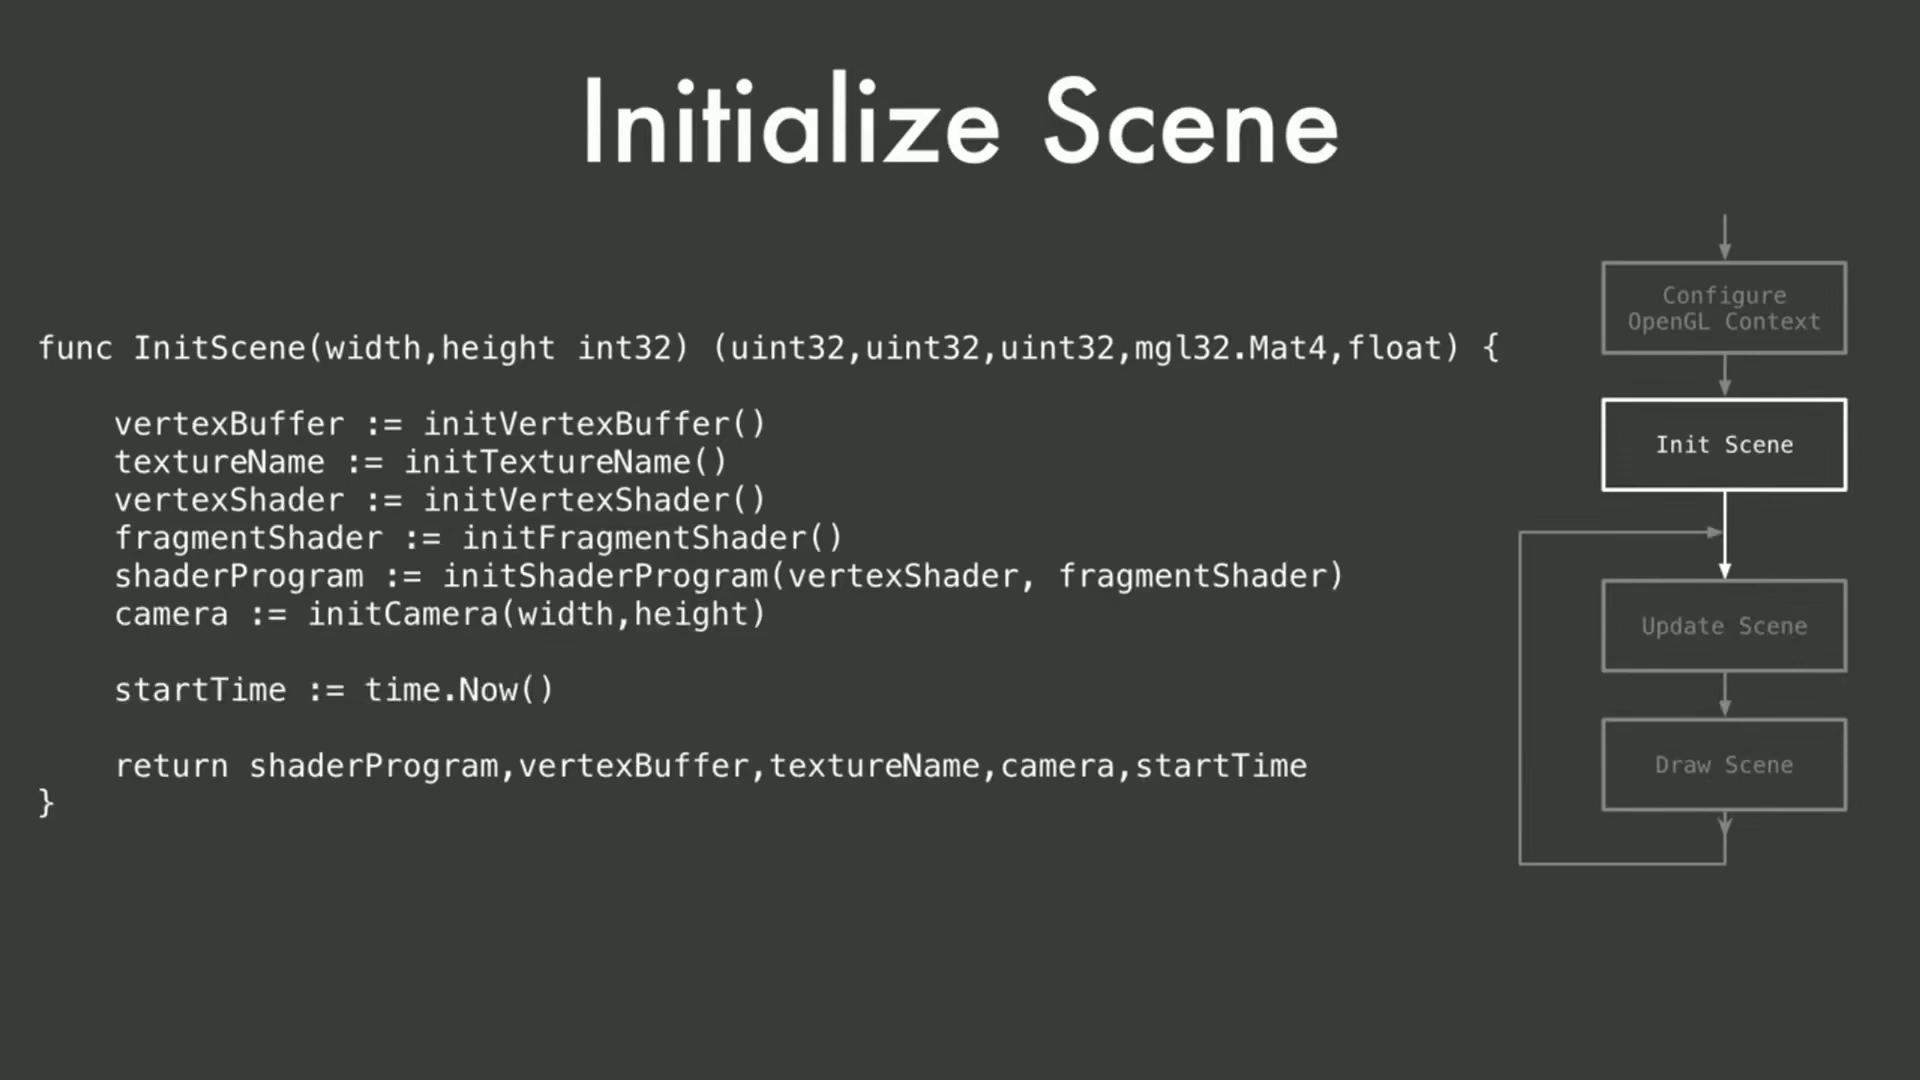 Initialize Scene
func InitScene(width,height int32) (uint32,uint32,uint32,mgl32.Mat4,float) {
vertexBuffer := initVertexBuffer()
textureName := initTextureName()
vertexShader := initVertexShader()
fragmentShader := initFragmentShader()
shaderProgram := initShaderProgram(vertexShader, fragmentShader)
camera := initCamera(width,height)
startTime := time.Now()
return shaderProgram,vertexBuffer,textureName,camera,startTime
}
Configure
OpenGL Context
Init Scene
Update Scene
Draw Scene